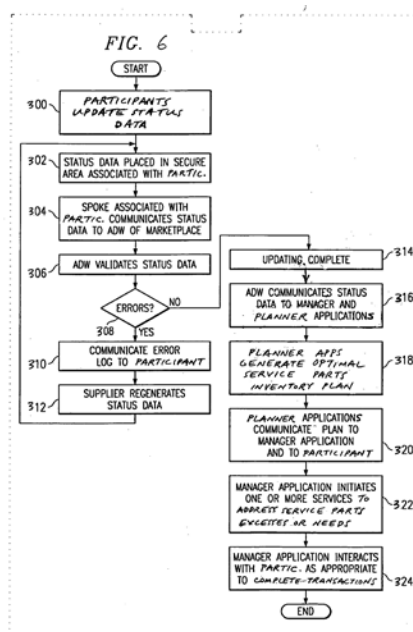 FIG. 6
START
300
PARTICIPANTS
UPDATE STATUS
DATA
302
STATUS DATA PLACED IN SECURE
AREA ASSOCIATED WITH PARTIC.
304
SPOKE ASSOCIATED WITH
PARTIC. COMMUNICATES STATUS
DATA TO ADW OF MARKETPLACE
306
ADW VALIDATES STATUS DATA
ERRORS?
NO
308
YES
310
COMMUNICATE ERROR
LOG TO PARTICIPANT
312
SUPPLIER REGENERATES
STATUS DATA
UPDATING COMPLETE
314
ADW COMMUNICATES STATUS
DATA TO MANAGER AND
PLANNER APPLICATIONS
316
PLANNER APPS
GENERATE OPTIMAL
SERVICE PARTS
INVENTORY PLAN
318
PLANNER APPLICATIONS
COMMUNICATE PLAN TO
MANAGER APPLICATION
AND TO PARTICIPANT
320
MANAGER APPLICATION INITIATES
ONE OR MORE SERVICES TO
ADDRESS SERVICE PARTS
EXCESSES OR NEEDS
322
MANAGER APPLICATION INTERACTS
WITH PARTIC. AS APPROPRIATE
TO COMPLETE TRANSACTIONS
324
END